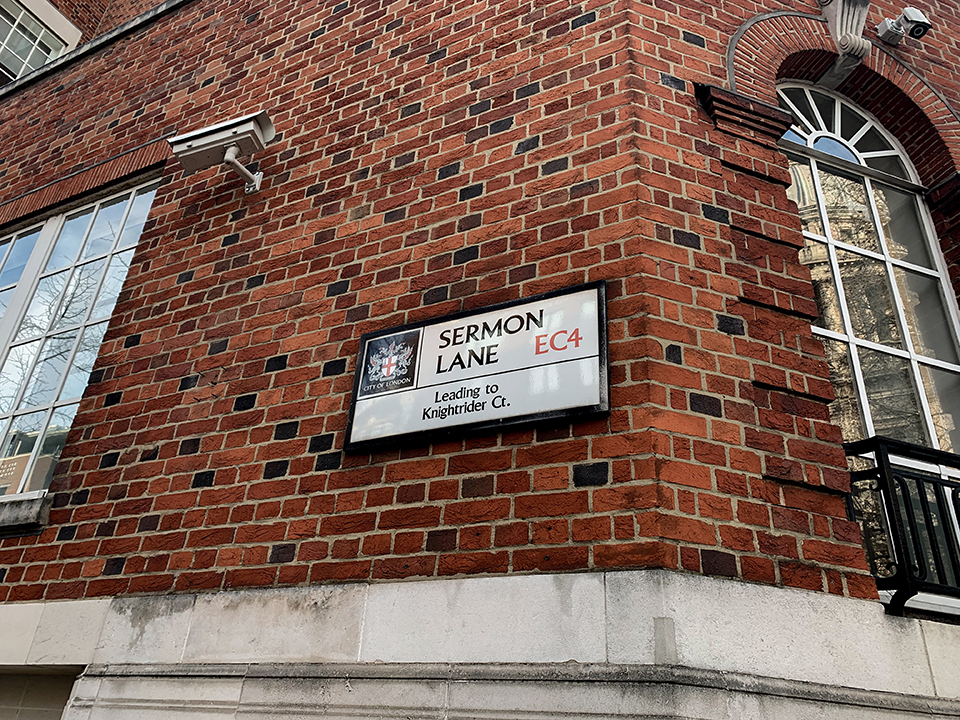 SERMON
LANE EC4
CITY OF LONDON
Leading to
Knightrider Ct.